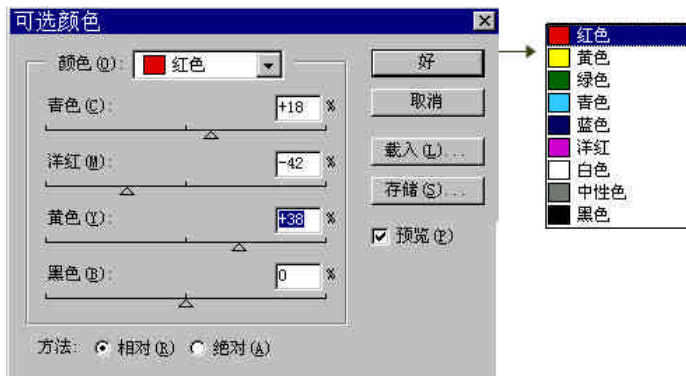 可选颜色
颜色(O): 红色
好
青色(C): +18 %
取消
洋红(M): -42 %
载入(L)...
存储(S)...
黄色(Y): +38 %
预览(P)
黑色(B): 0 %
方法: 相对(R) 绝对(A)
红色
黄色
绿色
青色
蓝色
洋红
白色
中性色
黑色